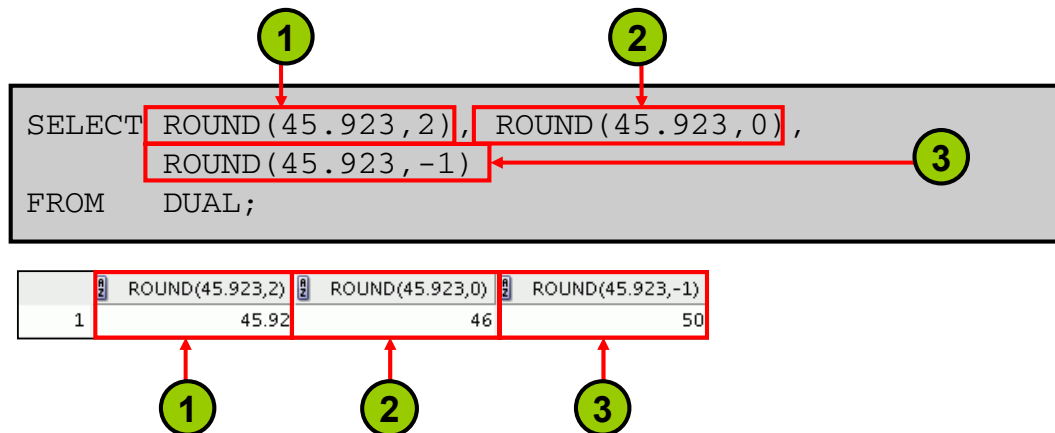 1 2
SELECT ROUND(45.923,2), ROUND(45.923,0),
ROUND(45.923,-1) 3
FROM DUAL;
ROUND(45.923,2) ROUND(45.923,0) ROUND(45.923,-1)
1 45.92 46 50
1 2 3